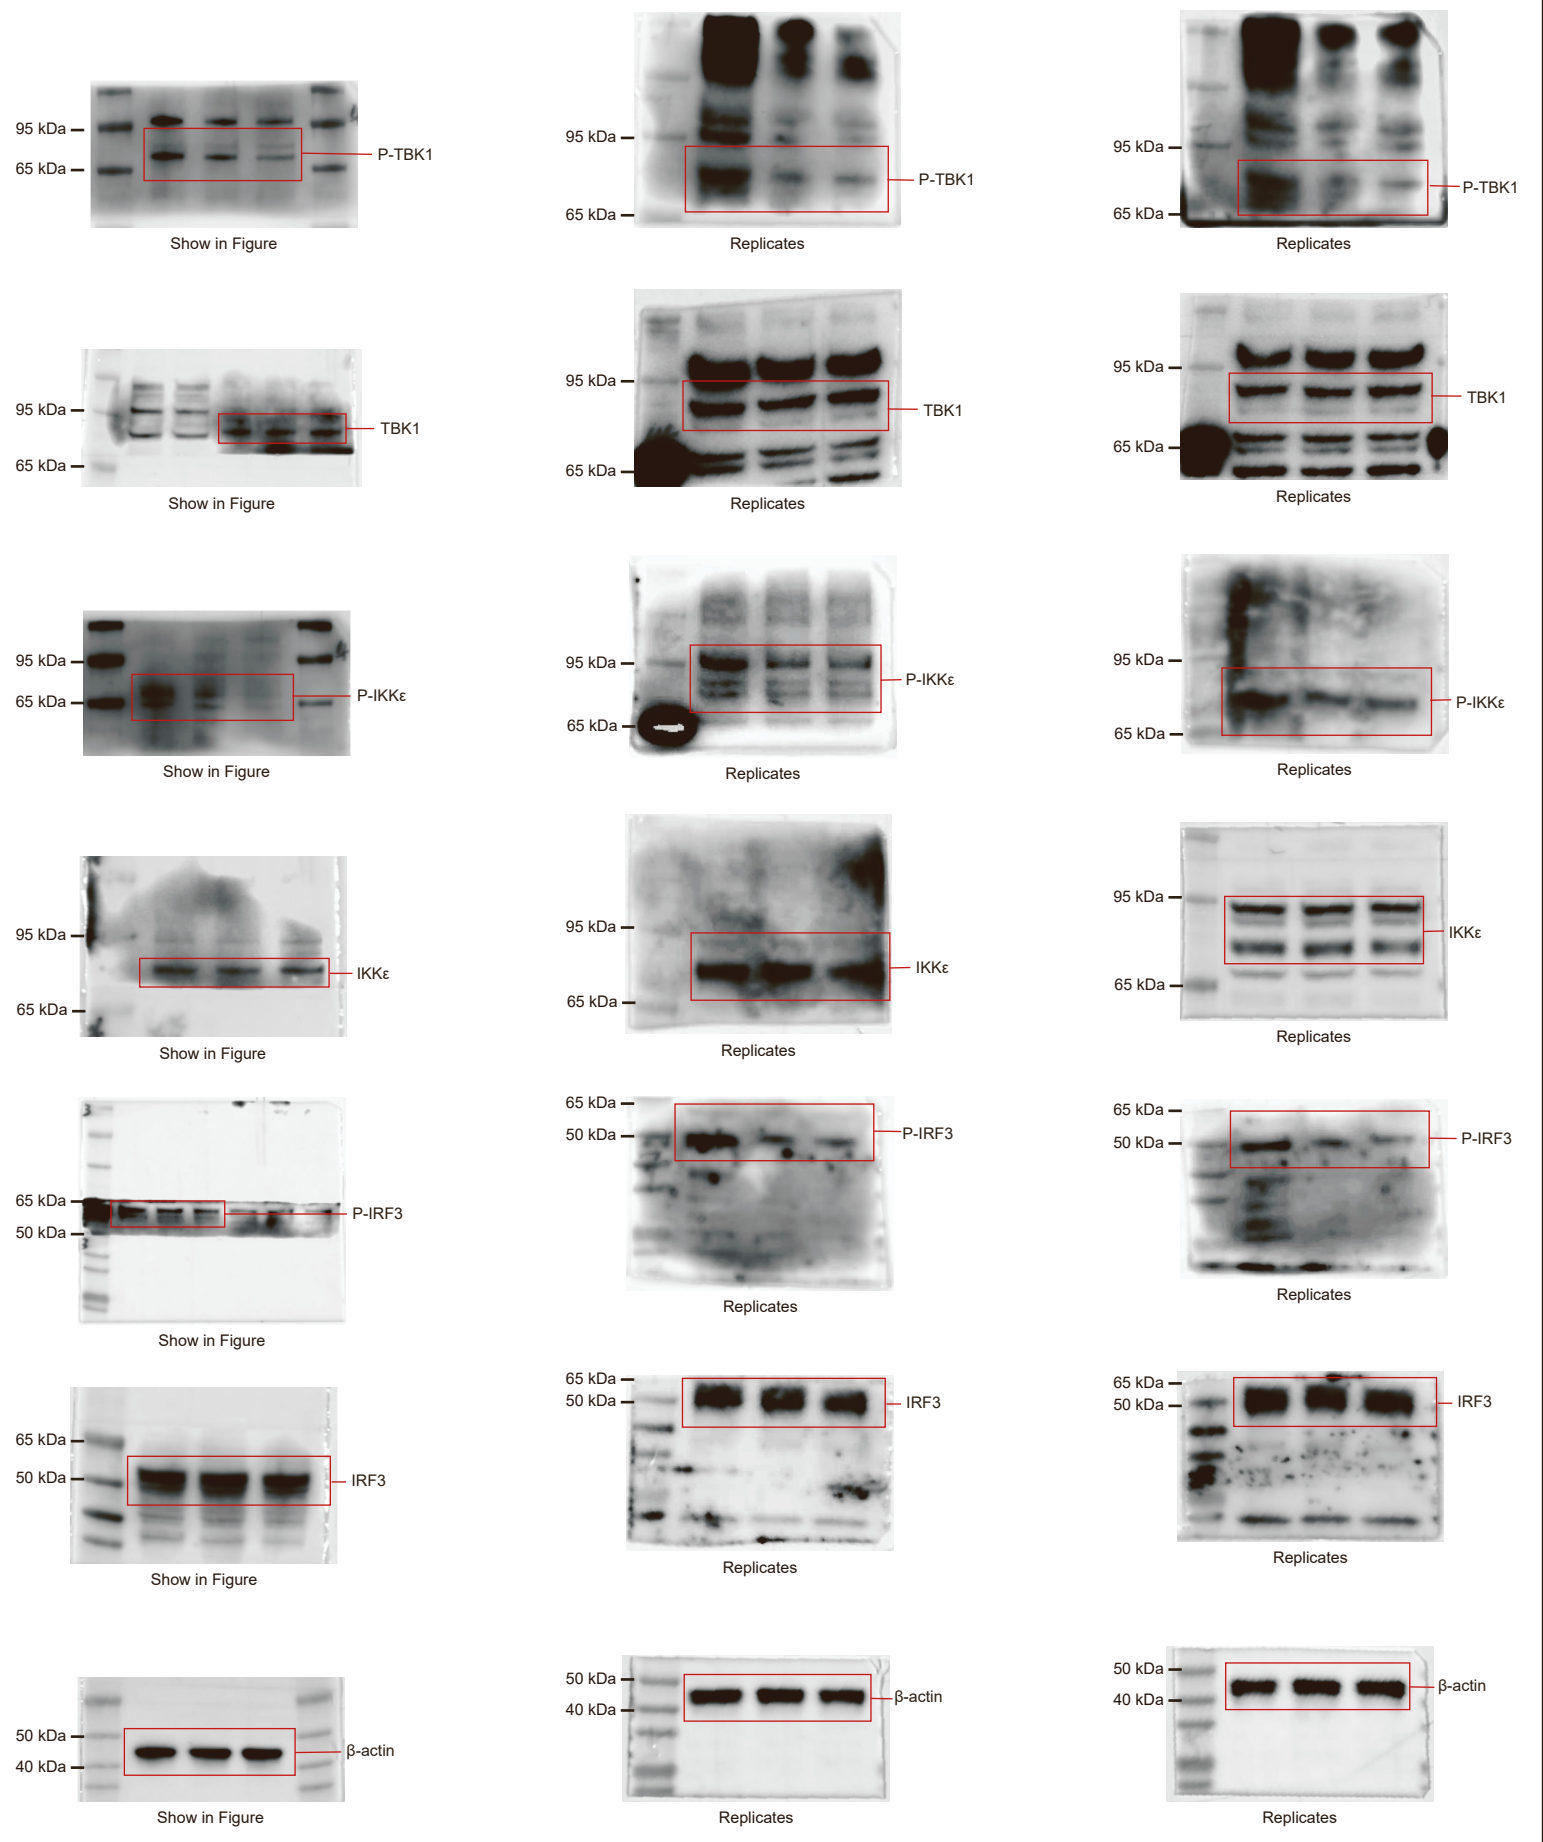 95 kDa
65 kDa
P-TBK1
Show in Figure
95 kDa
65 kDa
P-TBK1
Replicates
95 kDa
65 kDa
P-TBK1
Replicates
95 kDa
65 kDa
TBK1
Show in Figure
95 kDa
65 kDa
TBK1
Replicates
95 kDa
65 kDa
TBK1
Replicates
95 kDa
65 kDa
P-IKKε
Show in Figure
95 kDa
65 kDa
P-IKKε
Replicates
95 kDa
65 kDa
P-IKKε
Replicates
95 kDa
65 kDa
IKKε
Show in Figure
95 kDa
65 kDa
IKKε
Replicates
95 kDa
65 kDa
IKKε
Replicates
65 kDa
50 kDa
P-IRF3
Show in Figure
65 kDa
50 kDa
P-IRF3
Replicates
65 kDa
50 kDa
P-IRF3
Replicates
65 kDa
50 kDa
IRF3
Show in Figure
65 kDa
50 kDa
IRF3
Replicates
65 kDa
50 kDa
IRF3
Replicates
50 kDa
40 kDa
β-actin
Show in Figure
50 kDa
40 kDa
β-actin
Replicates
50 kDa
40 kDa
β-actin
Replicates